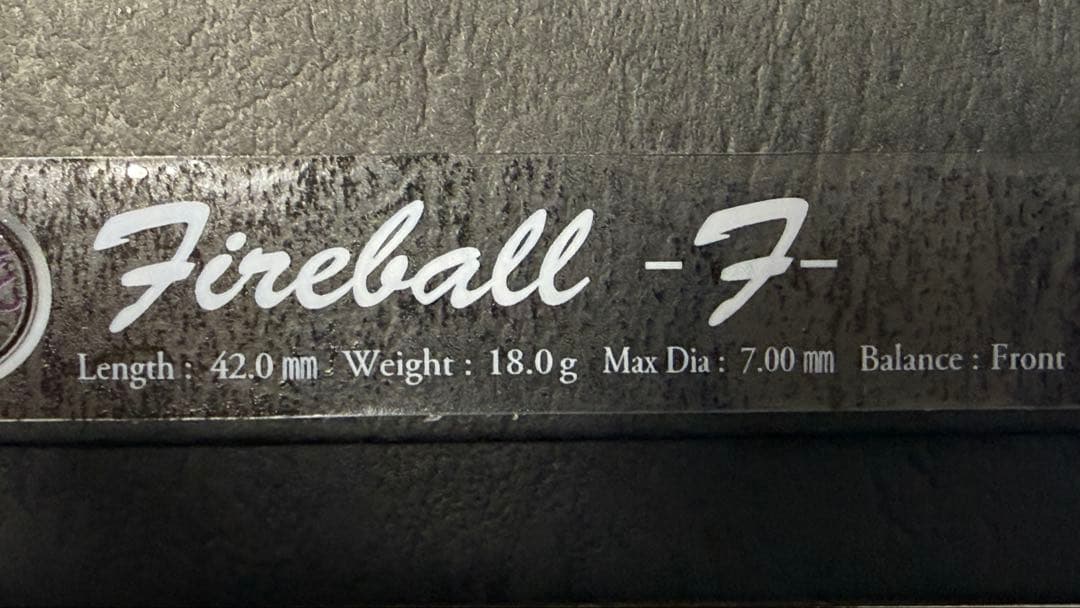 Fireball -F-
Length : 42.0 ㎜ Weight : 18.0 g Max Dia : 7.00 ㎜ Balance : Front